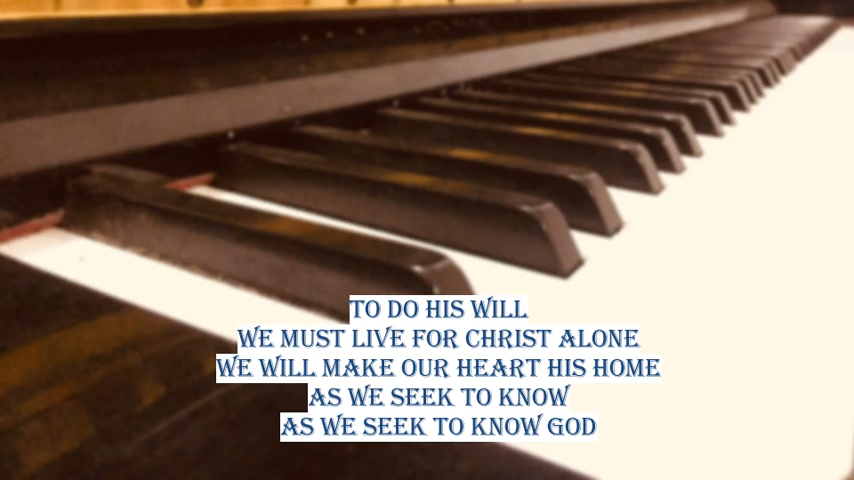 TO DO HIS WILL
WE MUST LIVE FOR CHRIST ALONE
WE WILL MAKE OUR HEART HIS HOME
AS WE SEEK TO KNOW
AS WE SEEK TO KNOW GOD